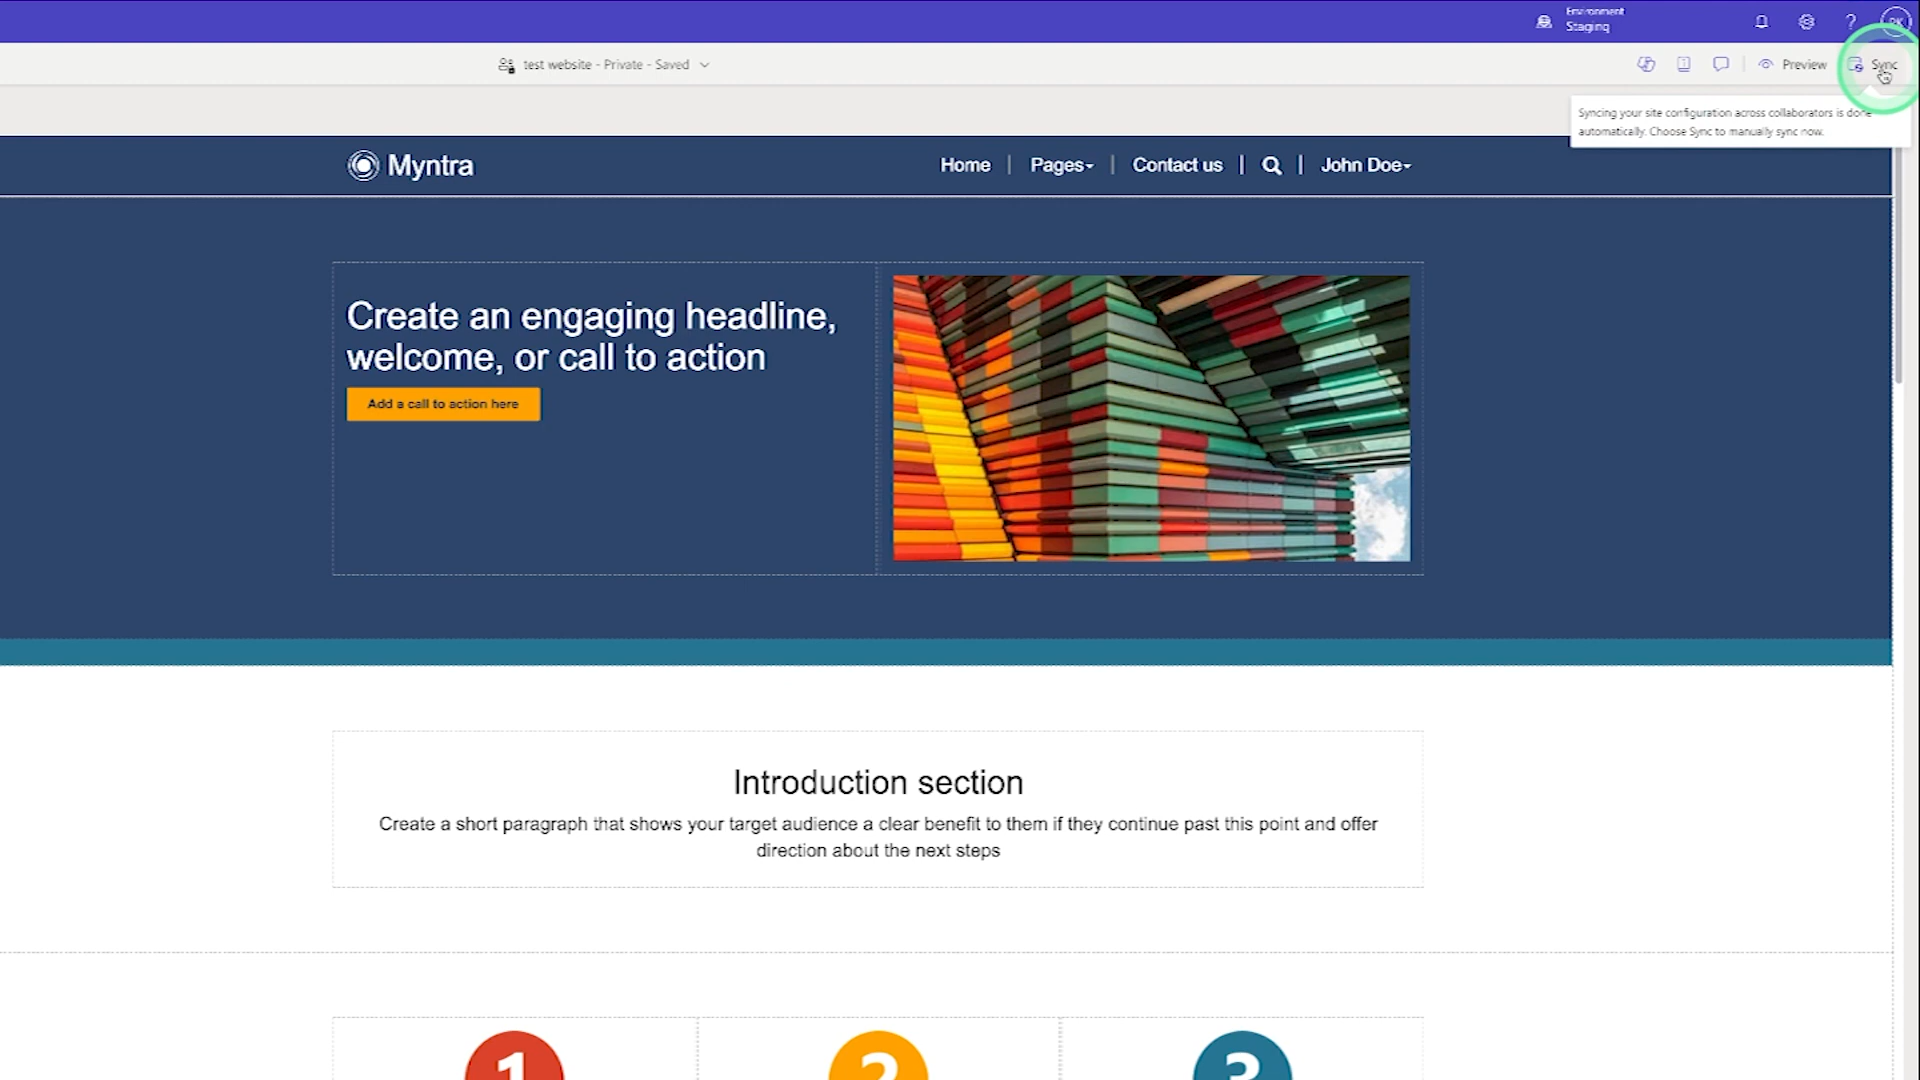 Environment
Staging
?
test website - Private - Saved
Preview
Sync
Syncing your site configuration across collaborators is done
automatically. Choose Sync to manually sync now.
Myntra
Home | Pages | Contact us | | John Doe
Create an engaging headline,
welcome, or call to action
Add a call to action here
Introduction section
Create a short paragraph that shows your target audience a clear benefit to them if they continue past this point and offer
direction about the next steps
1 2 3